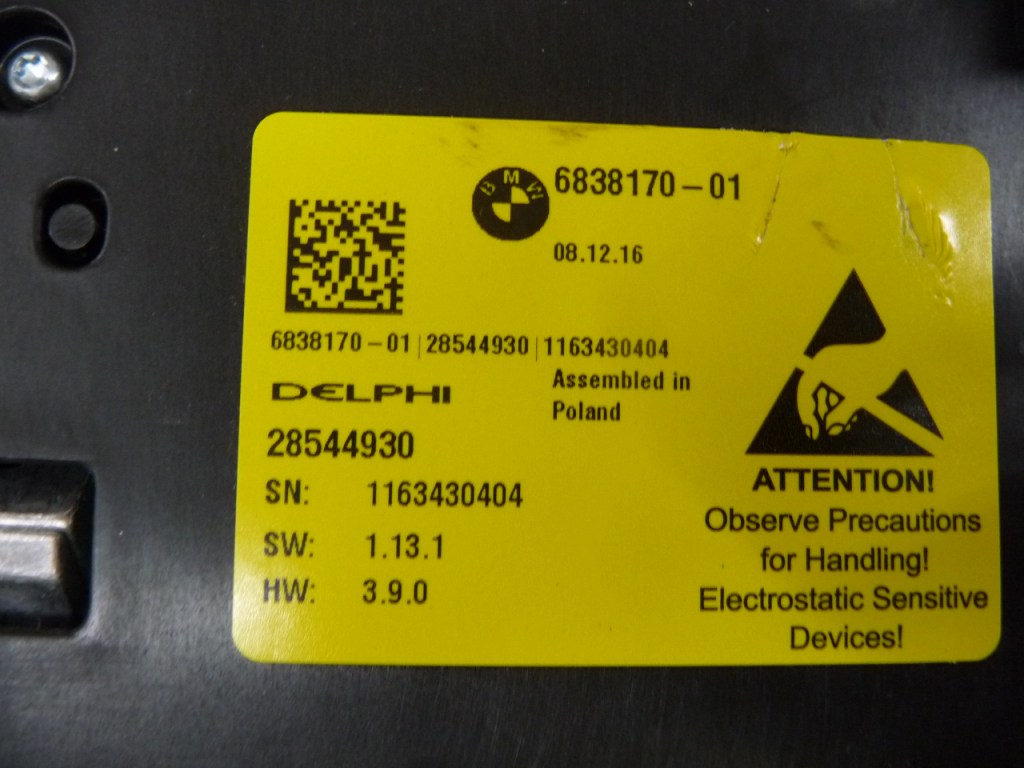 BMW
6838170-01
08.12.16
6838170-01|28544930|1163430404
DELPHI
Assembled in
Poland
28544930
SN: 1163430404
SW: 1.13.1
HW: 3.9.0
ATTENTION!
Observe Precautions
for Handling!
Electrostatic Sensitive
Devices!